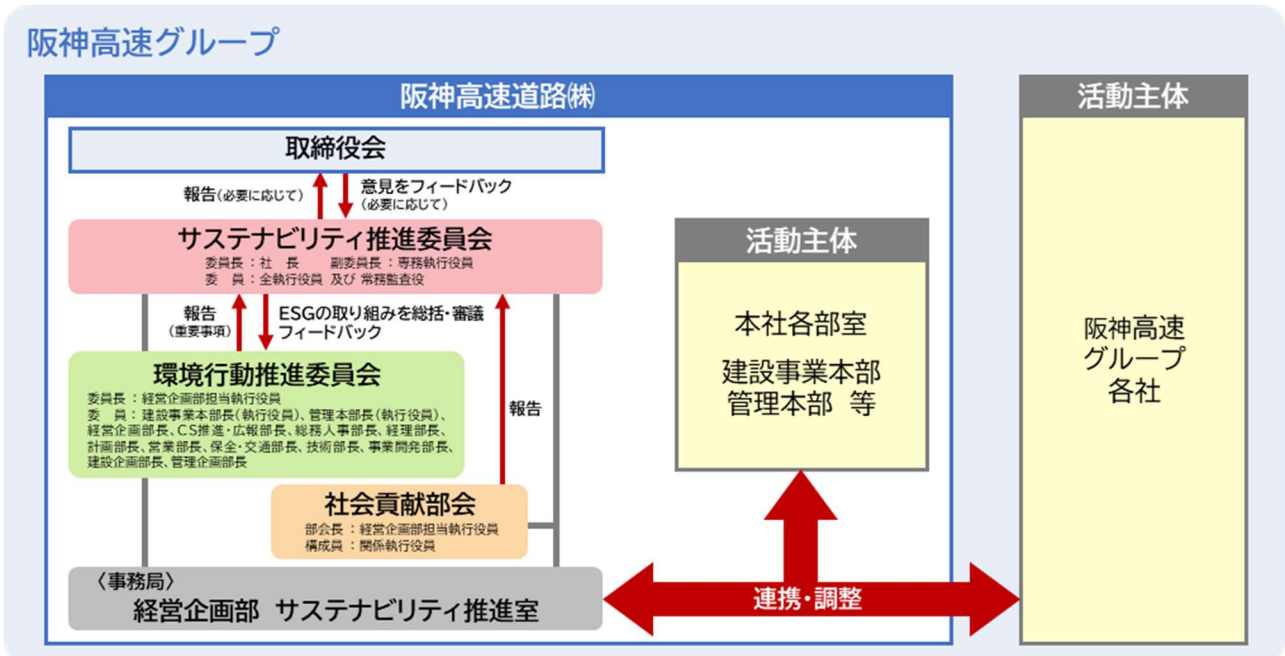 阪神高速グループ
阪神高速道路㈱
取締役会
報告(必要に応じて)
意見をフィードバック
(必要に応じて)
サステナビリティ推進委員会
委員長：社　長　　副委員長：専務執行役員
委　員：全執行役員 及び 常務監査役
報告
(重要事項)
ESGの取り組みを総括・審議
フィードバック
環境行動推進委員会
委員長：経営企画部担当執行役員
委　員：建設事業本部長(執行役員)、管理本部長(執行役員)、
経営企画部長、CS推進・広報部長、総務人事部長、経理部長、
計画部長、営業部長、保全・交通部長、技術部長、事業開発部長、
建設企画部長、管理企画部長
報告
社会貢献部会
部会長：経営企画部担当執行役員
構成員：関係執行役員
〈事務局〉
経営企画部 サステナビリティ推進室
活動主体
本社各部室
建設事業本部
管理本部 等
連携・調整
活動主体
阪神高速
グループ
各社